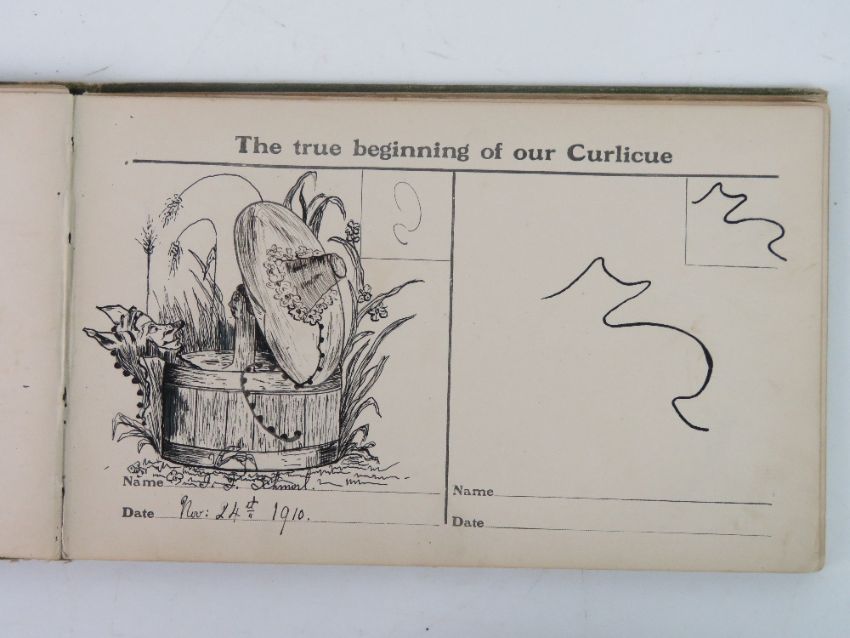 The true beginning of our Curlicue
Name
Date Nov: 24th 1910.
Name
Date